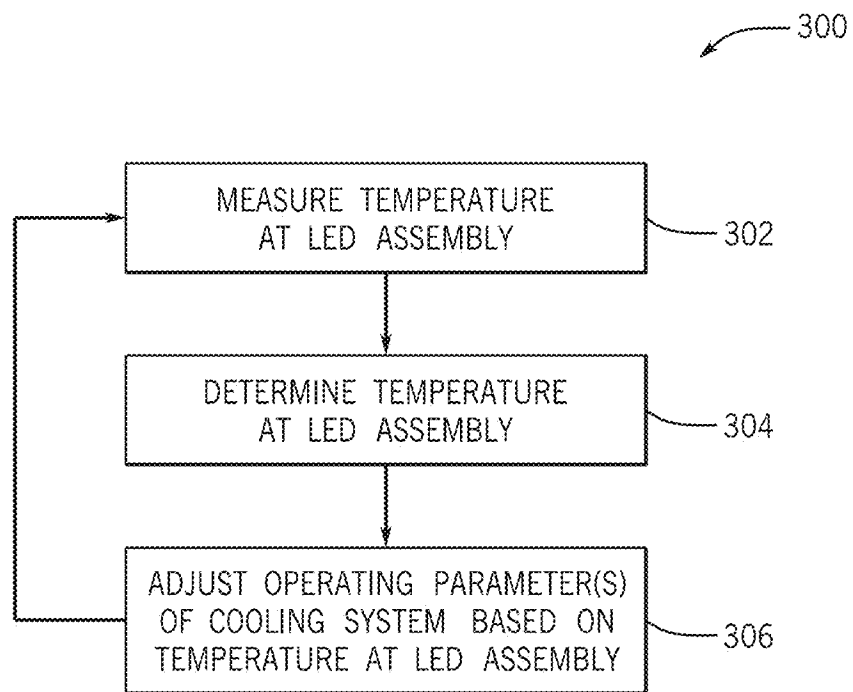 300
MEASURE TEMPERATURE
AT LED ASSEMBLY
302
DETERMINE TEMPERATURE
AT LED ASSEMBLY
304
ADJUST OPERATING PARAMETER(S)
OF COOLING SYSTEM BASED ON
TEMPERATURE AT LED ASSEMBLY
306